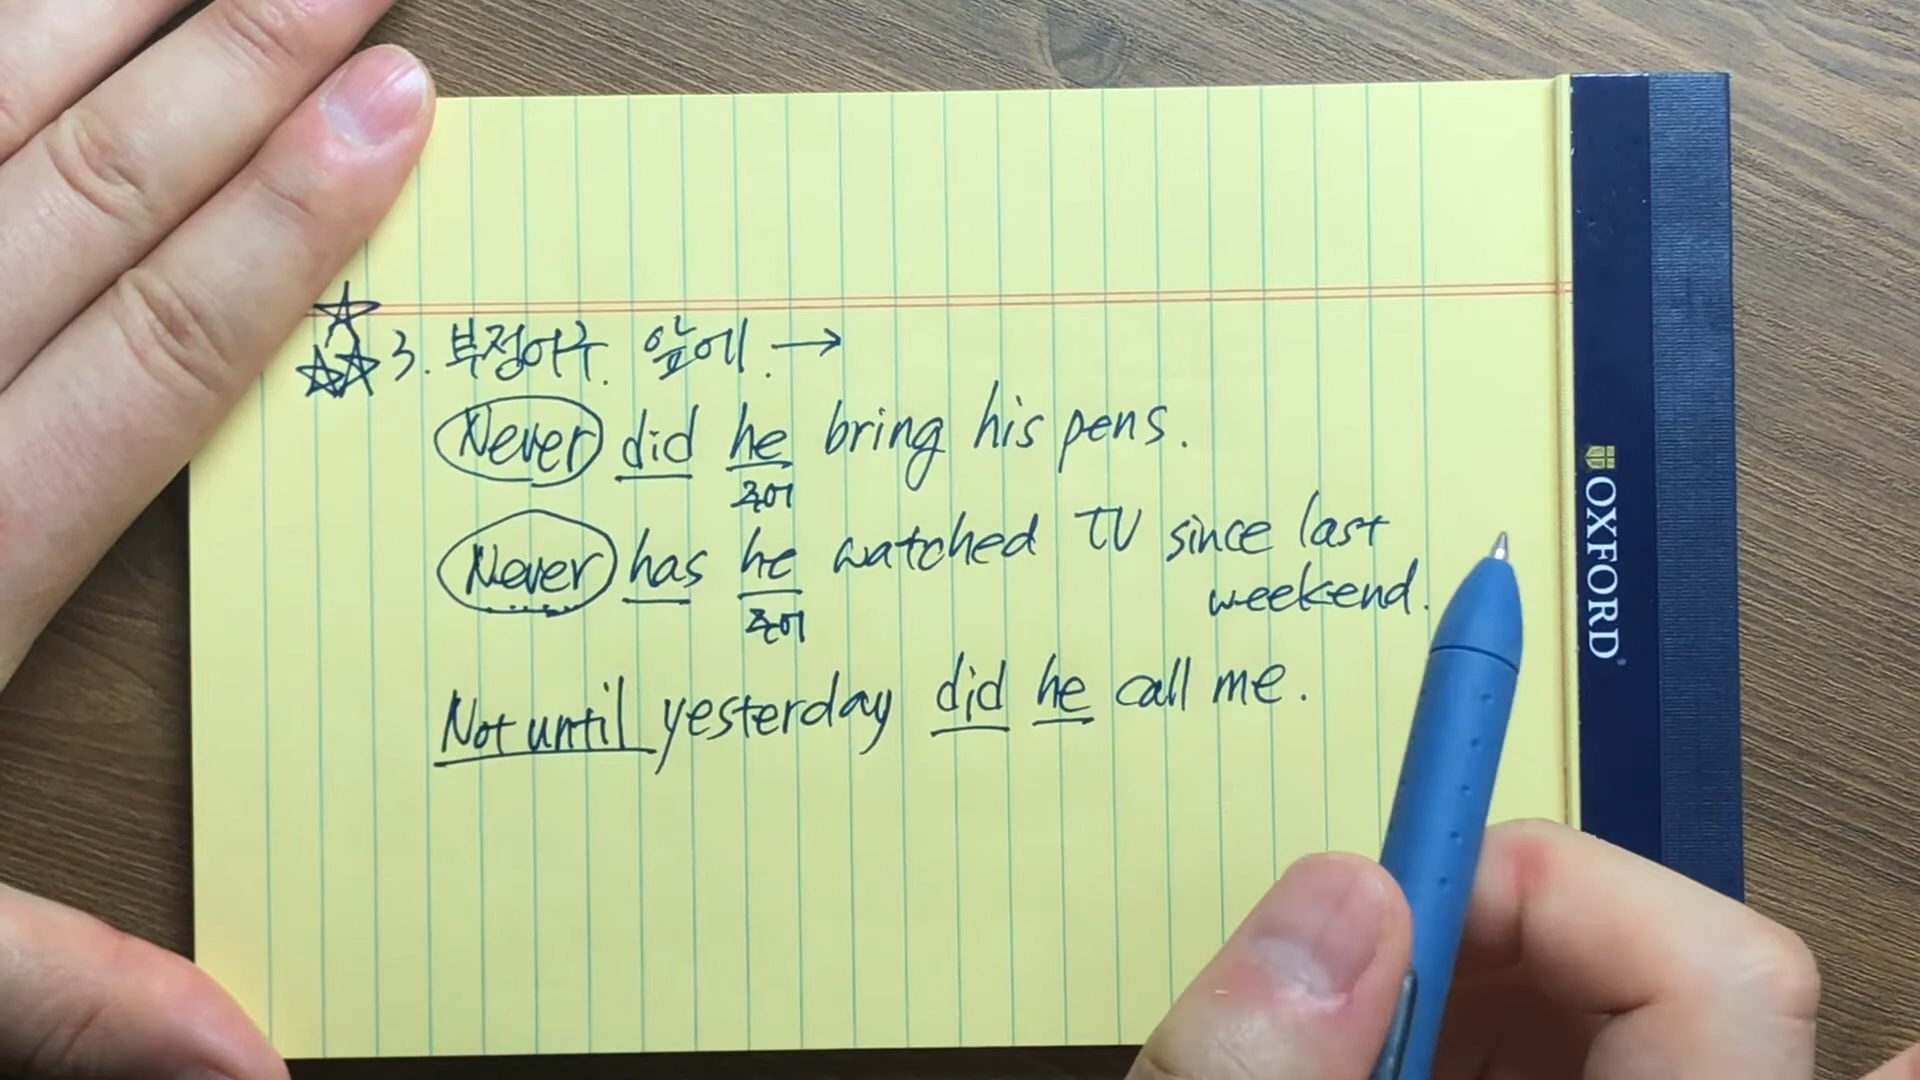 3. 부정어구. 앞에. →
Never did he bring his pens.
주어
Never has he watched TV since last
weekend.
주어
Not until yesterday did he call me.
OXFORD